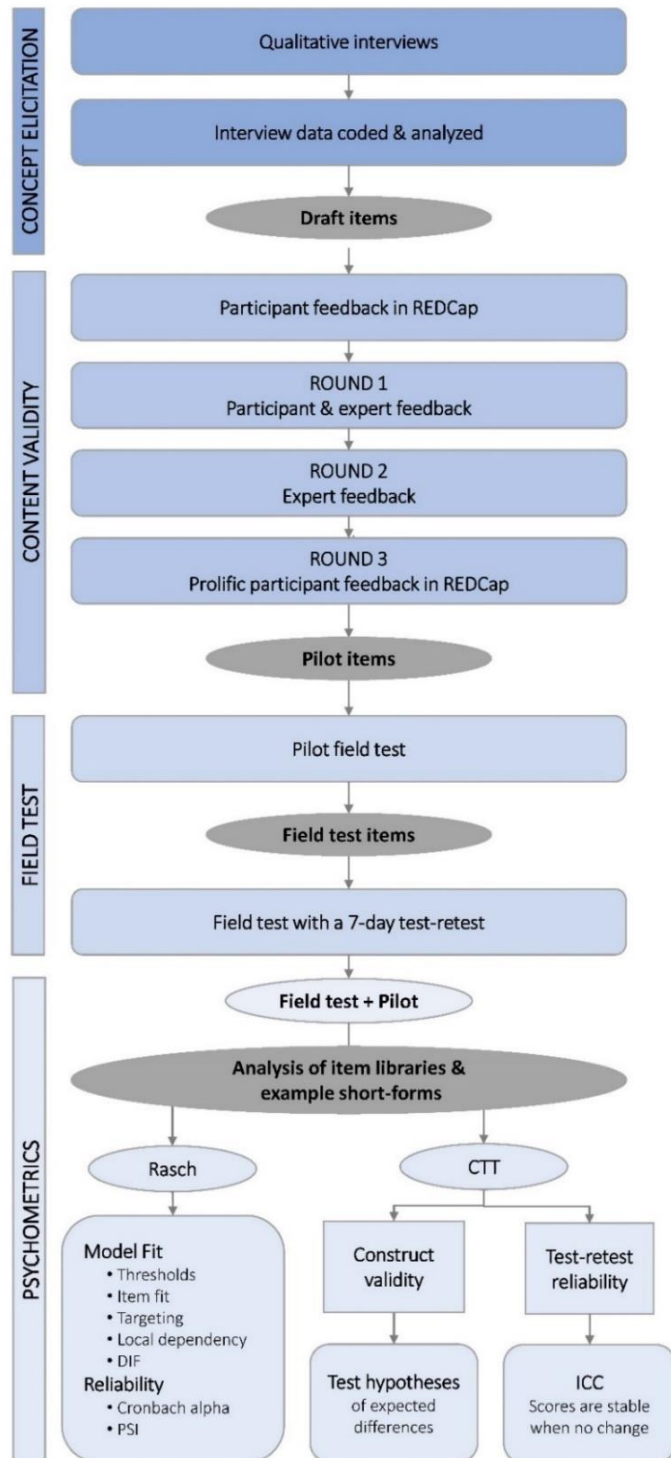 CONCEPT ELICITATION
Qualitative interviews
Interview data coded & analyzed
Draft items
CONTENT VALIDITY
Participant feedback in REDCap
ROUND 1
Participant & expert feedback
ROUND 2
Expert feedback
ROUND 3
Prolific participant feedback in REDCap
Pilot items
FIELD TEST
Pilot field test
Field test items
Field test with a 7-day test-retest
PSYCHOMETRICS
Field test + Pilot
Analysis of item libraries &
example short-forms
Rasch
Model Fit
• Thresholds
• Item fit
• Targeting
• Local dependency
• DIF
Reliability
• Cronbach alpha
• PSI
CTT
Construct
validity
Test hypotheses
of expected
differences
Test-retest
reliability
ICC
Scores are stable
when no change